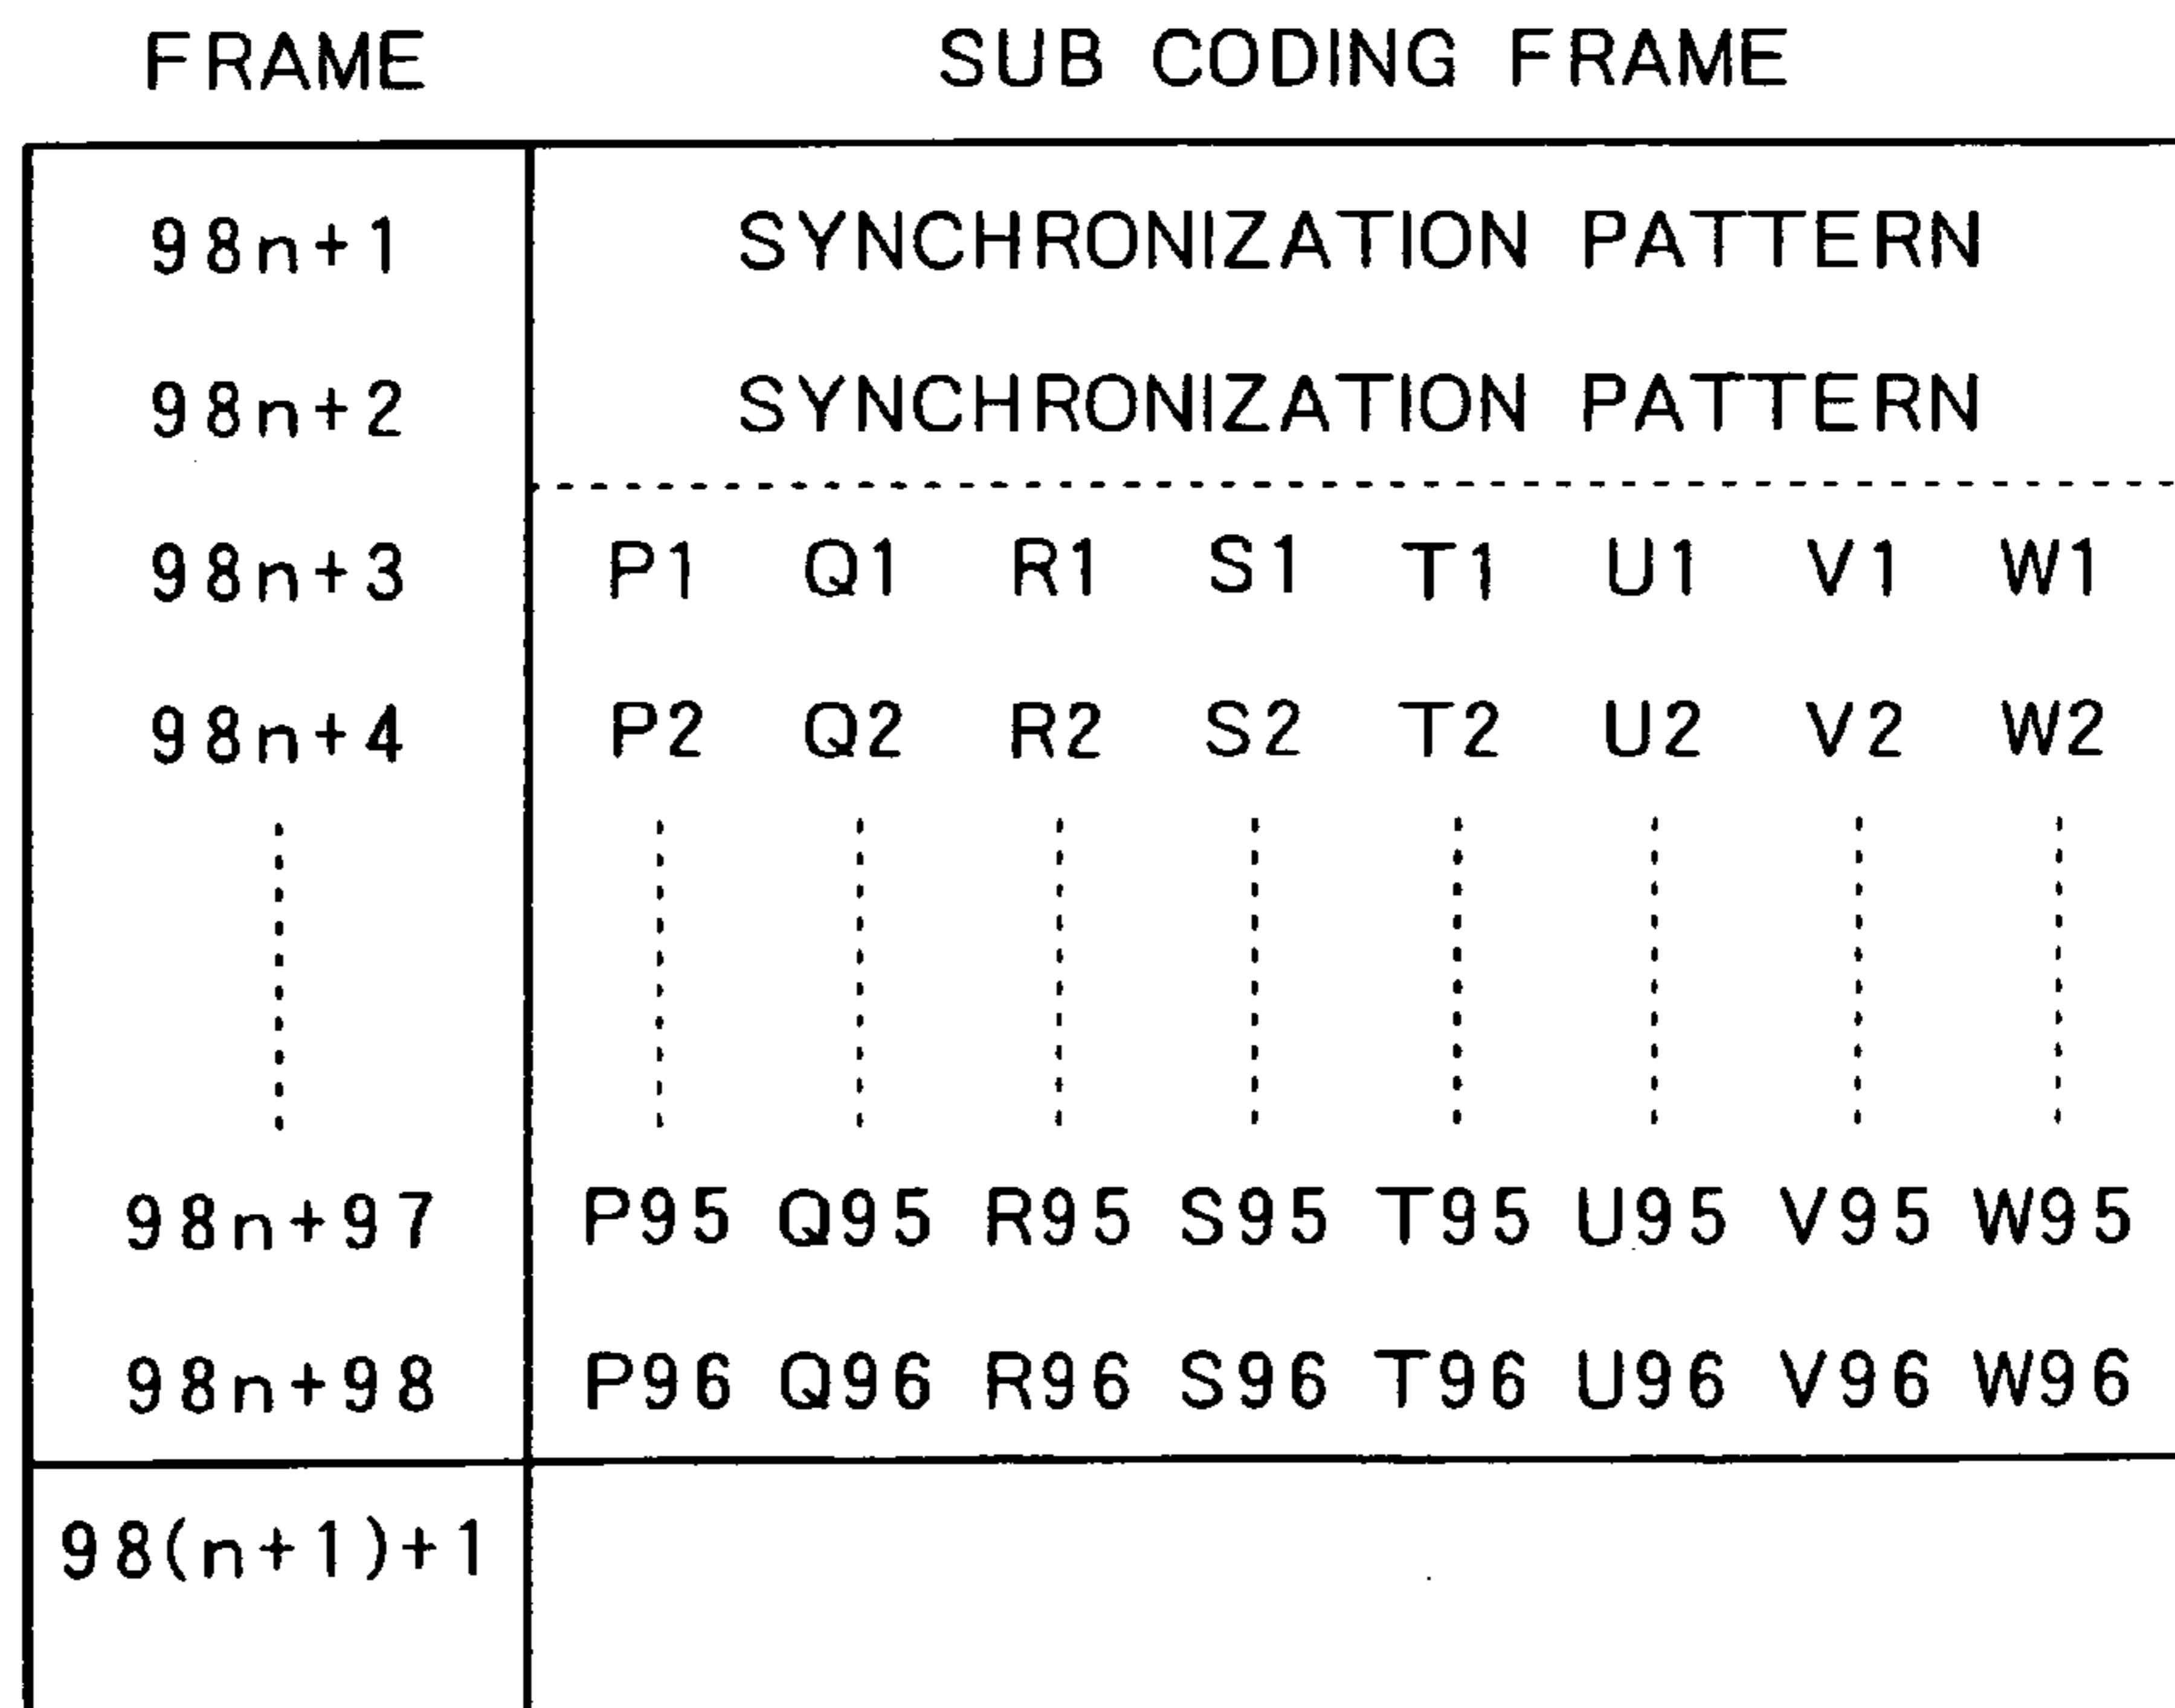 FRAME SUB CODING FRAME
98n+1 SYNCHRONIZATION PATTERN
98n+2 SYNCHRONIZATION PATTERN
98n+3 P1 Q1 R1 S1 T1 U1 V1 W1
98n+4 P2 Q2 R2 S2 T2 U2 V2 W2
98n+97 P95 Q95 R95 S95 T95 U95 V95 W95
98n+98 P96 Q96 R96 S96 T96 U96 V96 W96
98(n+1)+1